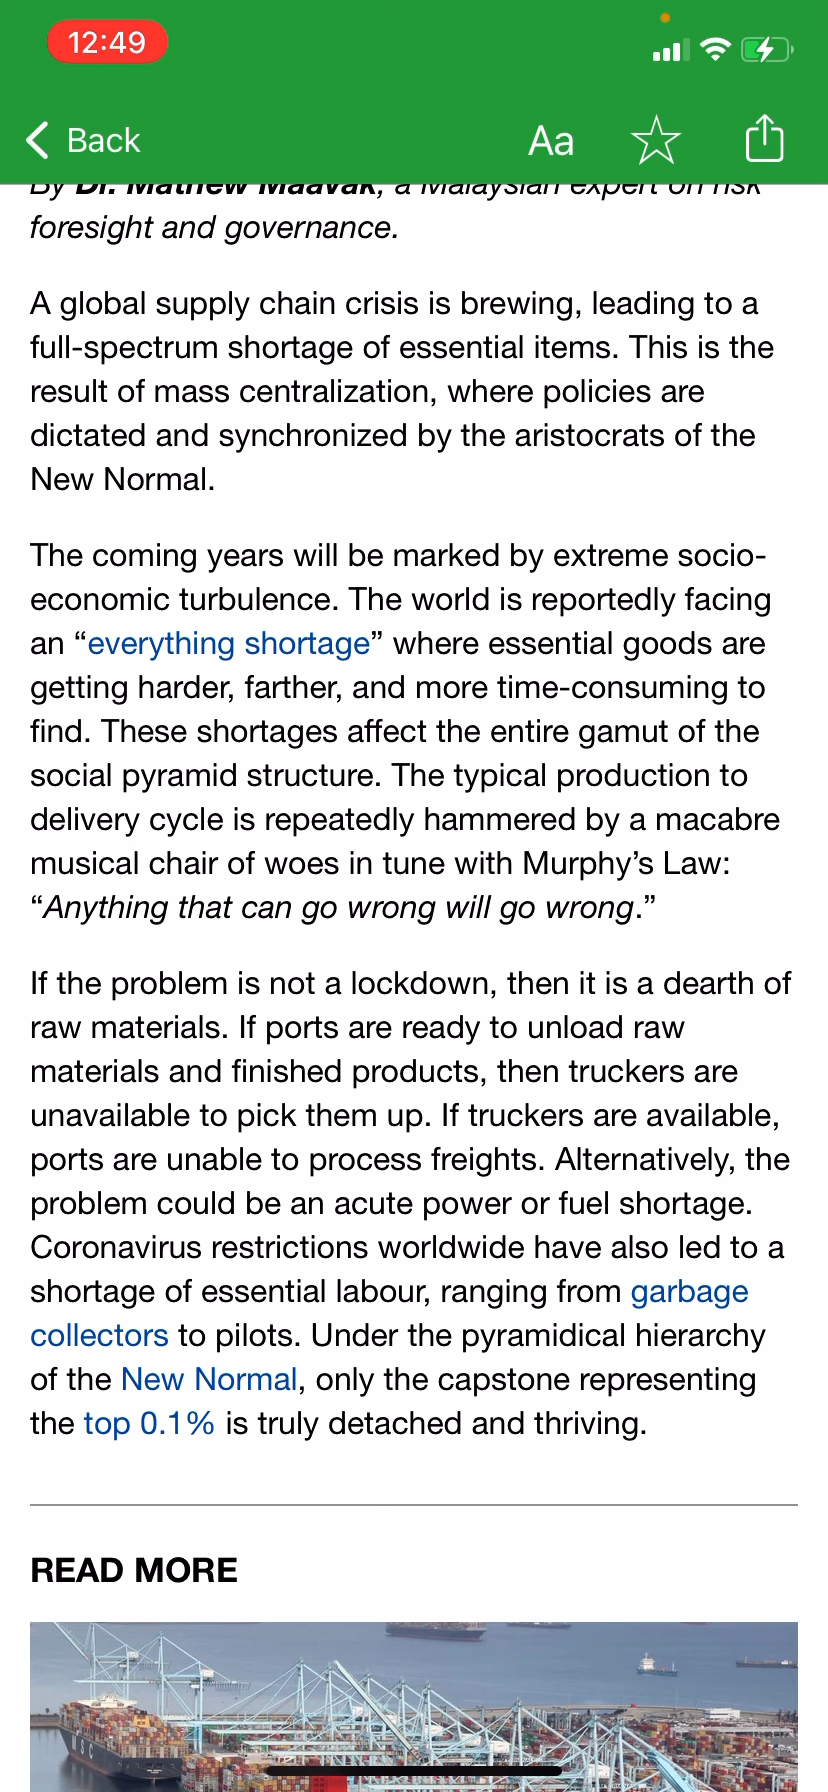 12:49
Back
Aa
By Dr. Mathew Maavak, a Malaysian expert on risk
foresight and governance.
A global supply chain crisis is brewing, leading to a
full-spectrum shortage of essential items. This is the
result of mass centralization, where policies are
dictated and synchronized by the aristocrats of the
New Normal.
The coming years will be marked by extreme socio-
economic turbulence. The world is reportedly facing
an “everything shortage” where essential goods are
getting harder, farther, and more time-consuming to
find. These shortages affect the entire gamut of the
social pyramid structure. The typical production to
delivery cycle is repeatedly hammered by a macabre
musical chair of woes in tune with Murphy’s Law:
“Anything that can go wrong will go wrong.”
If the problem is not a lockdown, then it is a dearth of
raw materials. If ports are ready to unload raw
materials and finished products, then truckers are
unavailable to pick them up. If truckers are available,
ports are unable to process freights. Alternatively, the
problem could be an acute power or fuel shortage.
Coronavirus restrictions worldwide have also led to a
shortage of essential labour, ranging from garbage
collectors to pilots. Under the pyramidical hierarchy
of the New Normal, only the capstone representing
the top 0.1% is truly detached and thriving.
READ MORE
MSC